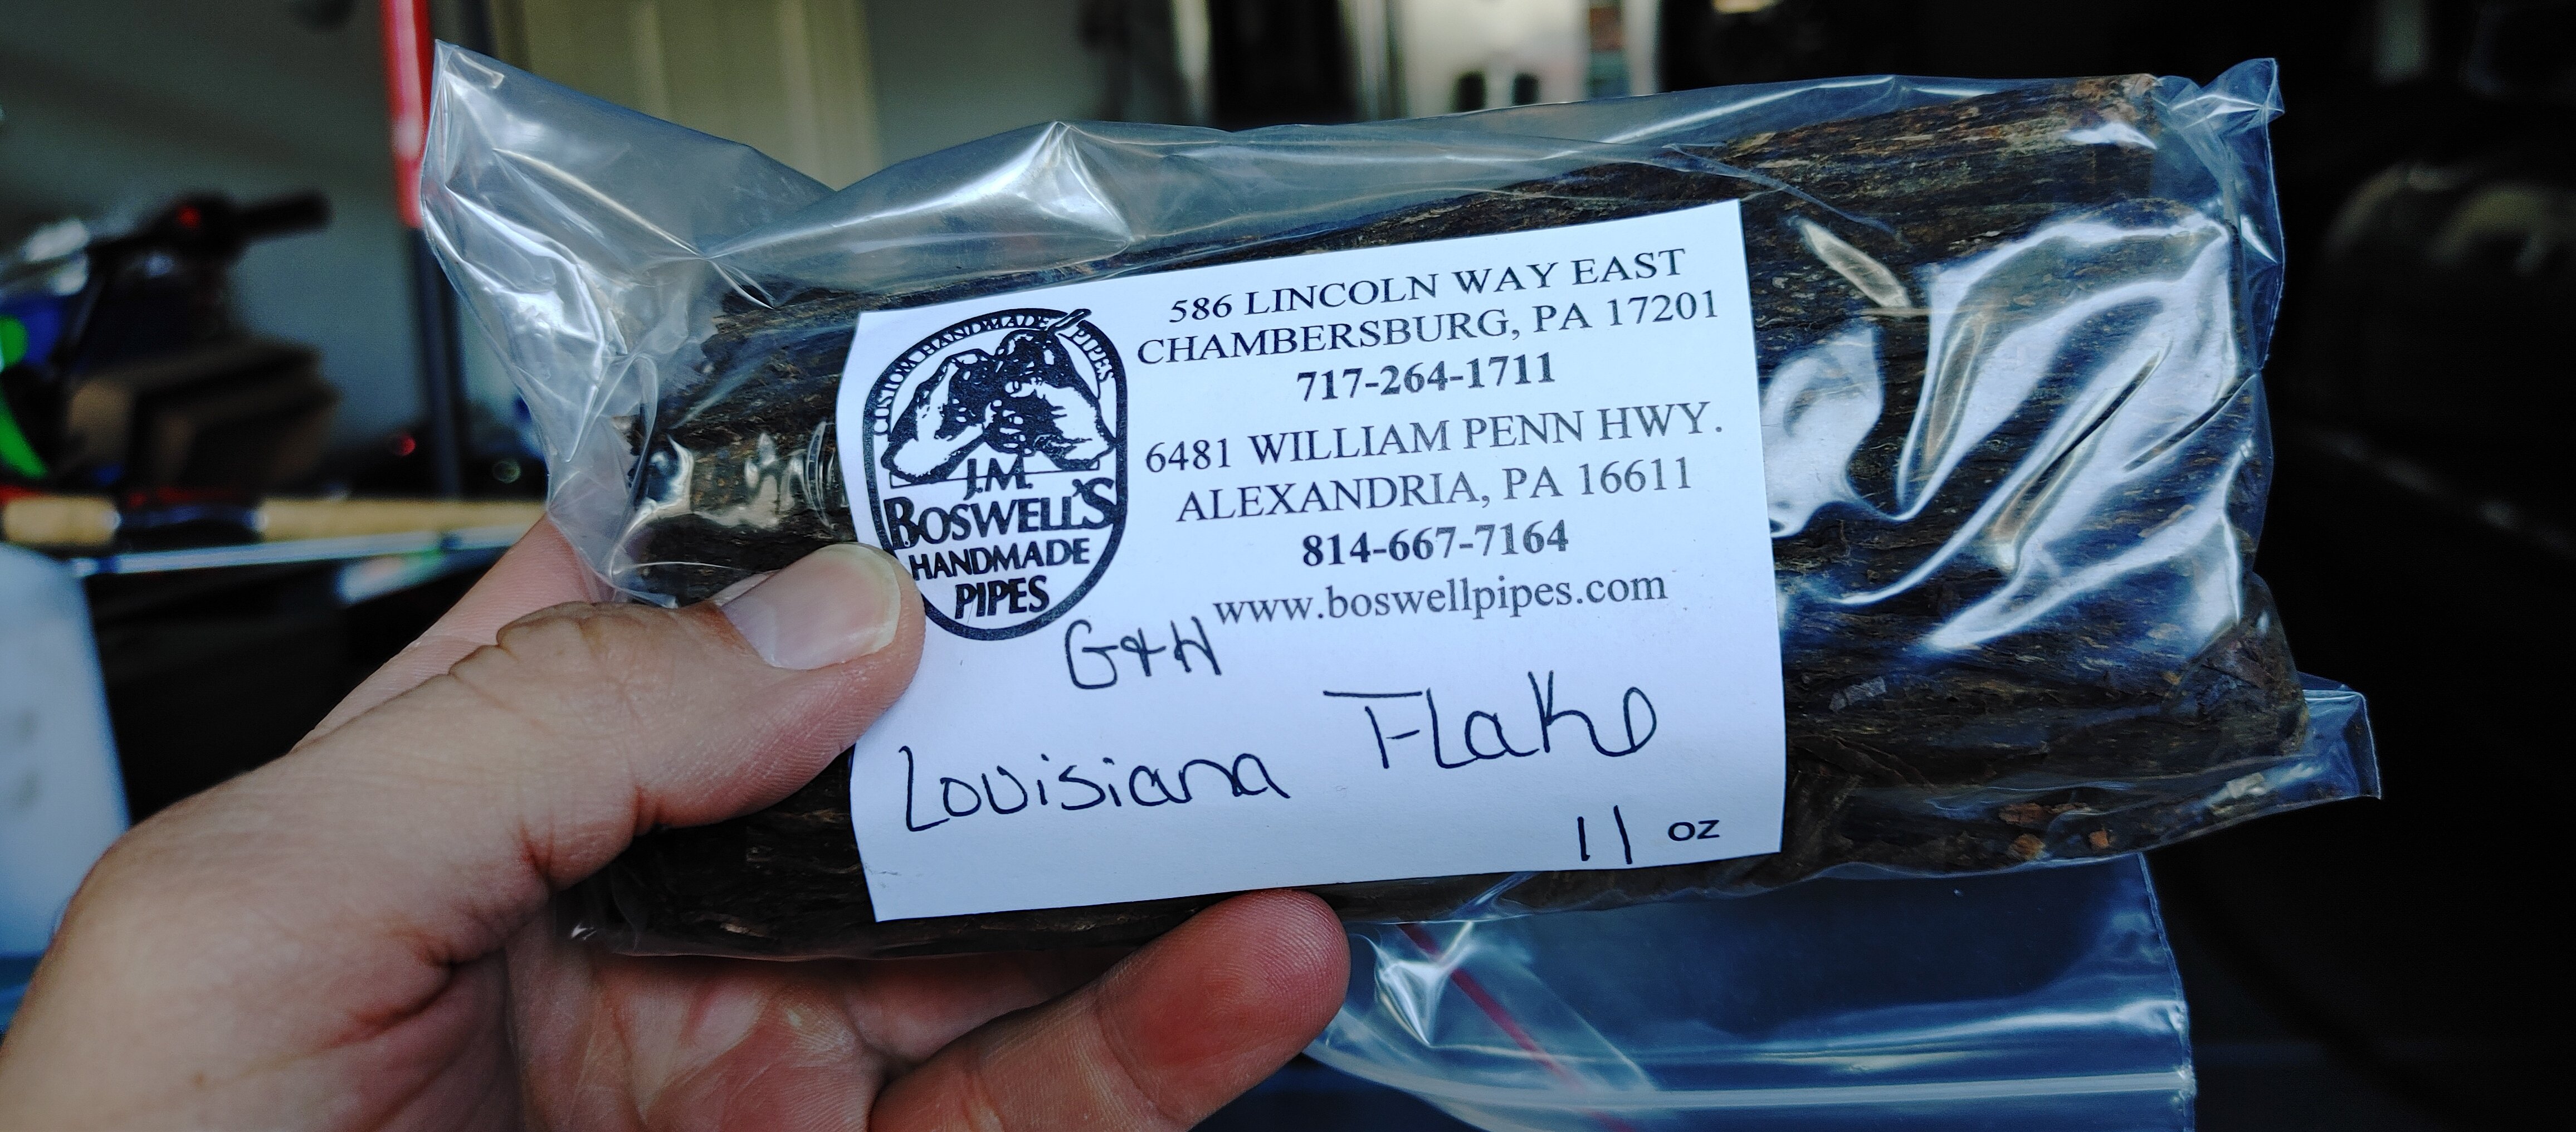 CUSTOM HANDMADE PIPES
J.M.
BOSWELL'S
HANDMADE
PIPES
586 LINCOLN WAY EAST
CHAMBERSBURG, PA 17201
717-264-1711
6481 WILLIAM PENN HWY.
ALEXANDRIA, PA 16611
814-667-7164
www.boswellpipes.com
G&H
Louisiana Flake
11 oz